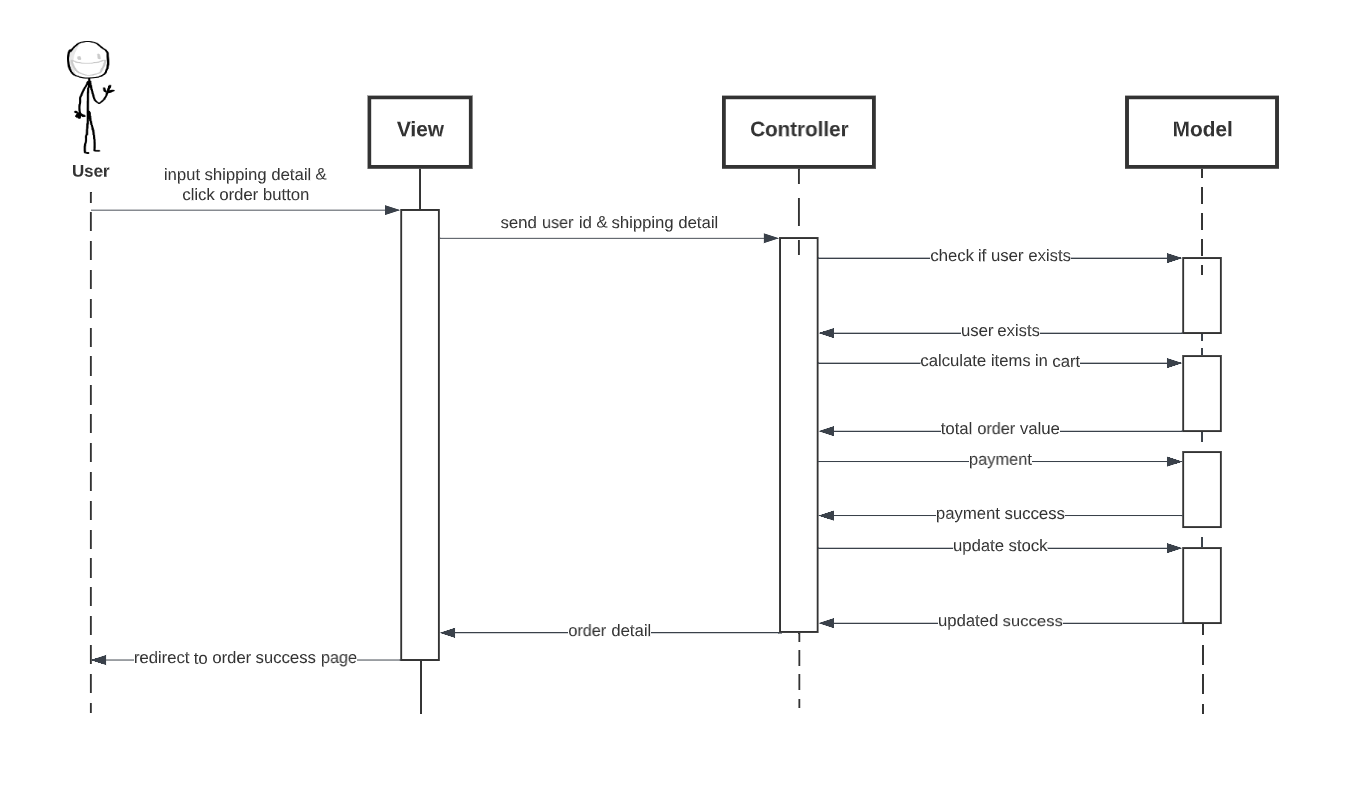 View
Controller
Model
User
input shipping detail &
click order button
send user id & shipping detail
check if user exists
user exists
calculate items in cart
total order value
payment
payment success
update stock
updated success
order detail
redirect to order success page